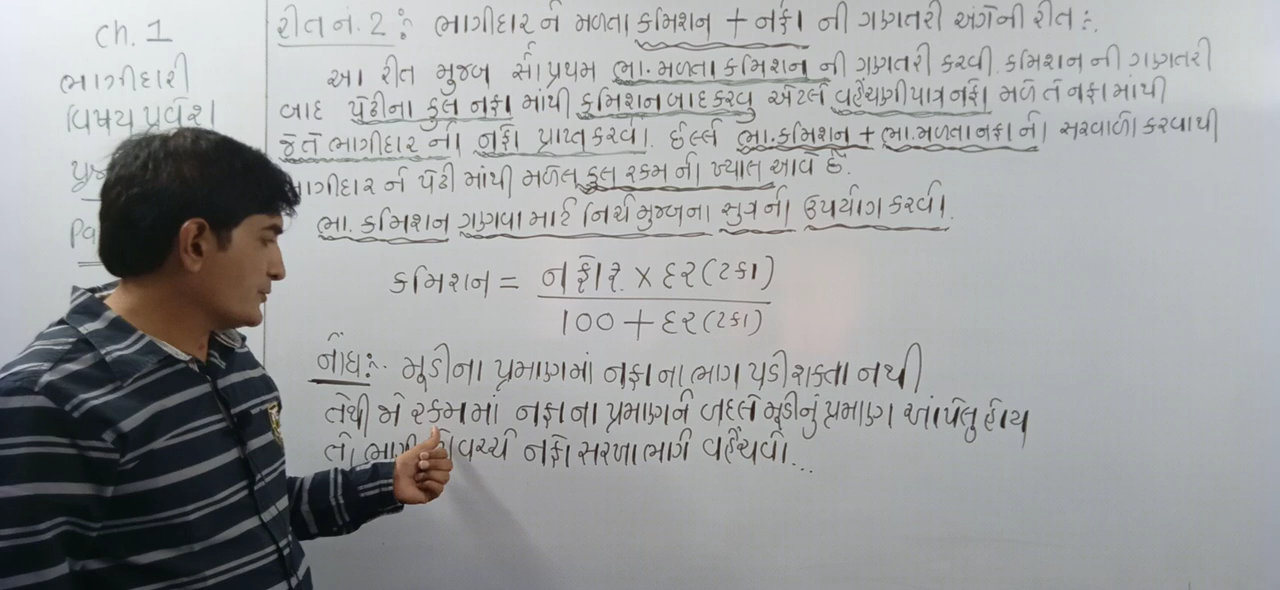 Ch. 1
ભાગીદારી
વિષય પ્રવેશ
Pa
રીત નં. 2 : ભાગીદાર ને મળતા કમિશન + નફા ની ગણતરી અંગેની રીત :.
આ રીત મુજબ સૌપ્રથમ ભા. મળતા કમિશન ની ગણતરી કરવી. કમિશન ની ગણતરી
બાદ પેઢીના કુલ નફા માંથી કમિશન બાદ કરવુ એટલે વહેંચણીપાત્ર નફો મળે તે નફા માંથી
જે તે ભાગીદાર નો નફો પ્રાપ્ત કરવો. છેલ્લે ભા. કમિશન + ભા. મળતા નફા નો સરવાળો કરવાથી
ભાગીદાર ને પેઢી માંથી મળેલ કુલ રકમ નો ખ્યાલ આવે છે.
ભા. કમિશન ગણવા માટે નિચે મુજબના સુત્રનો ઉપયોગ કરવો.
કમિશન = નફો રૂ. × દર (ટકા)
100 + દર (ટકા)
નોંધ :. મૂડીના પ્રમાણમાં નફાના ભાગ પડી શકતા નથી
તેથી જો રકમમાં નફાના પ્રમાણને બદલે મૂડીનું પ્રમાણ આપેલુ હોય
તો વચ્ચે નફો સરખા ભાગે વહેંચવો...